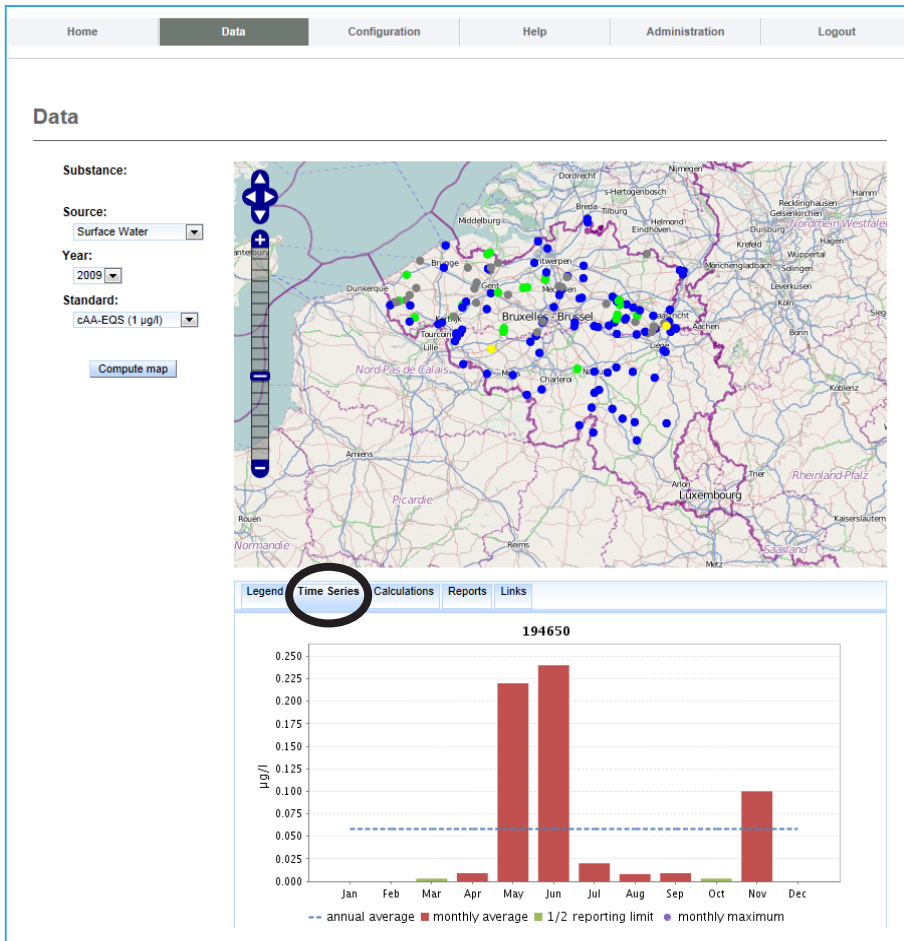 Home Data Configuration Help Administration Logout
Data
Substance:
Source:
Surface Water
Year:
2009
Standard:
cAA-EQS (1 µg/l)
Compute map
Nijmegen
Dordrecht
's-Hertogenbosch
Hamm
Breda
Tilburg
Recklinghausen
Gelsenkirchen
Middelburg
Helmond
Eindhoven
Duisburg
Nordrhein-Westfalen
Krefeld
Hagen
Wuppertal
Brugge
Antwerpen
Mönchengladbach
Solingen
Leverkusen
Dunkerque
Gent
Mechelen
Köln
Kortrijk
Bruxelles - Brussel
Maastricht
Aachen
Sieg
Tourcoing
Lille
Liège
Bonn
Nord-Pas de Calais
Mons
Charleroi
Koblenz
Amiens
Arlon
Trier
Rheinland-Pfalz
Luxembourg
Picardie
Rouen
Kaiserslautern
Normandie
Reims
Saarland
Metz
Legend Time Series Calculations Reports Links
194650
0.250
0.225
0.200
0.175
0.150
0.125
0.100
0.075
0.050
0.025
0.000
µg/l
Jan Feb Mar Apr May Jun Jul Aug Sep Oct Nov Dec
annual average monthly average 1/2 reporting limit monthly maximum